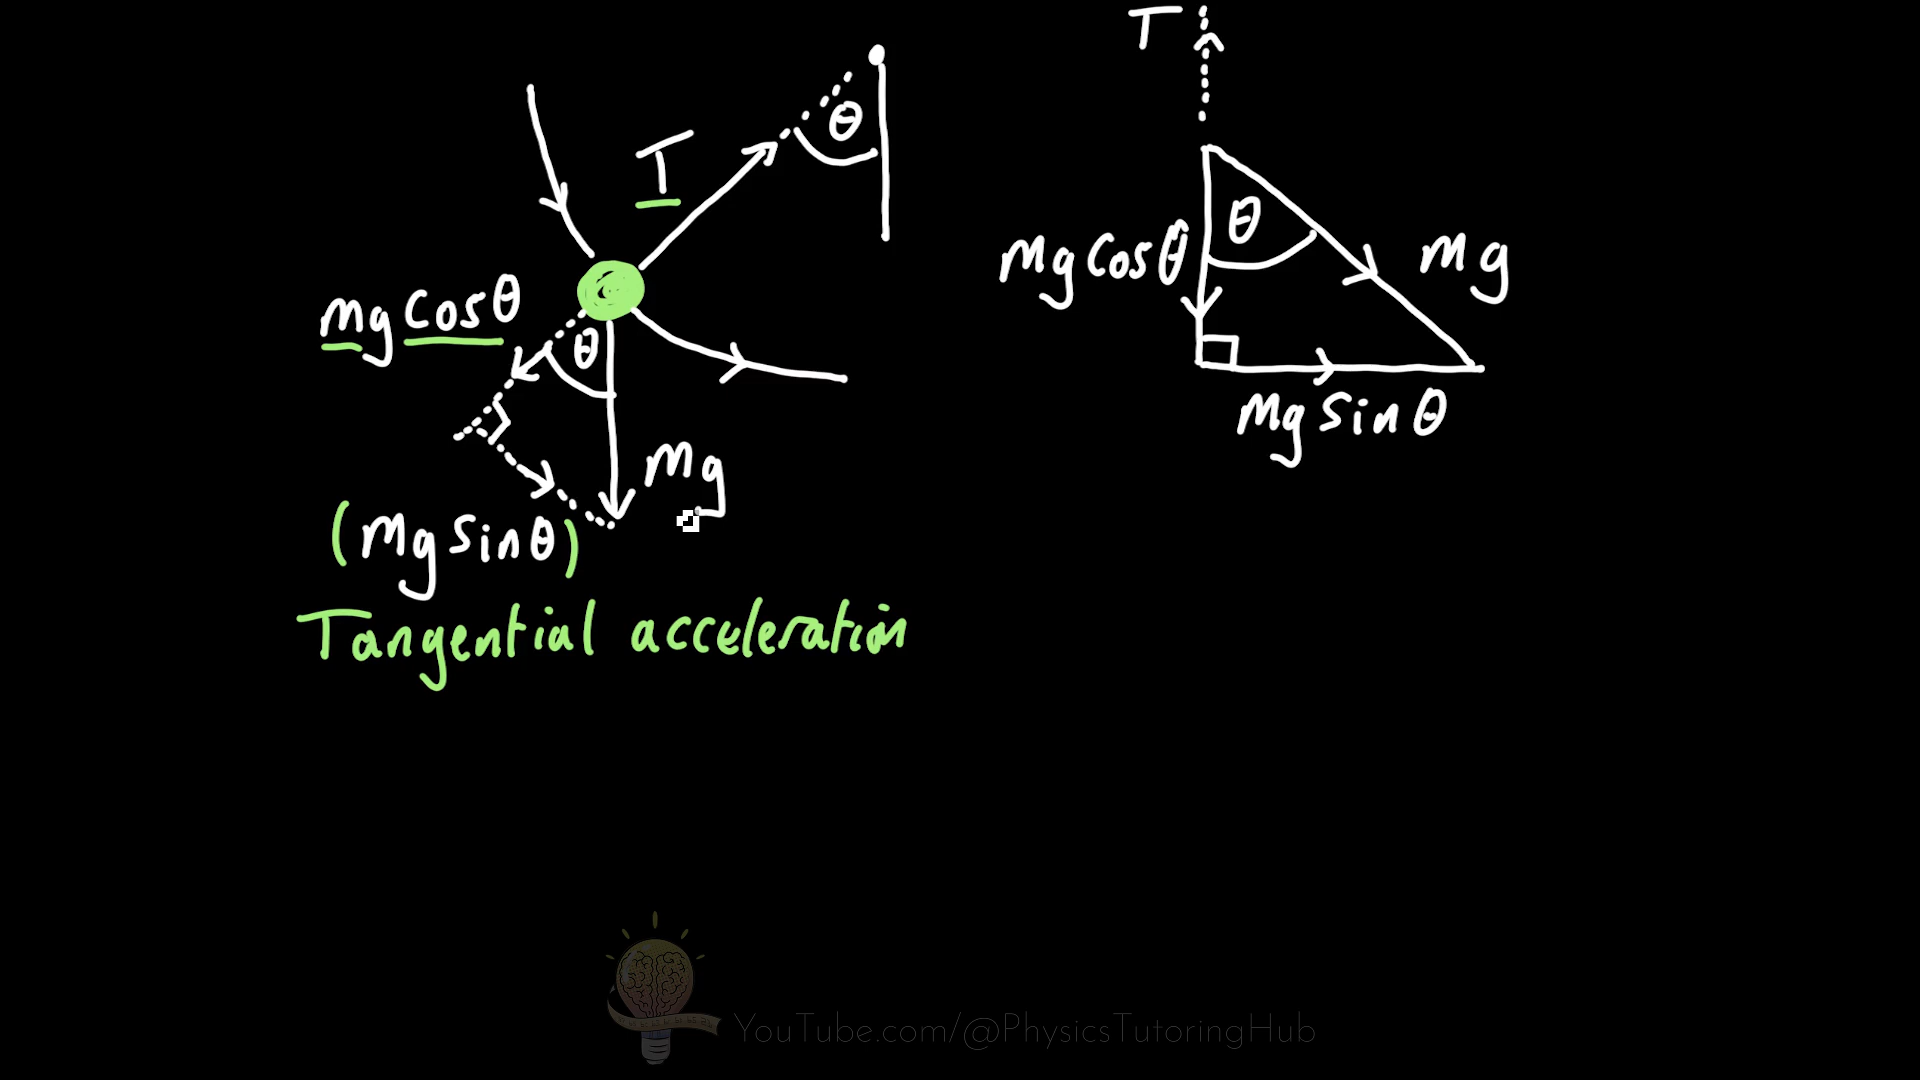 T
θ
T
θ
mg cosθ
mg
mg cosθ
θ
mg sinθ
mg
(mg sinθ)
Tangential acceleration
YouTube.com/@PhysicsTutoringHub